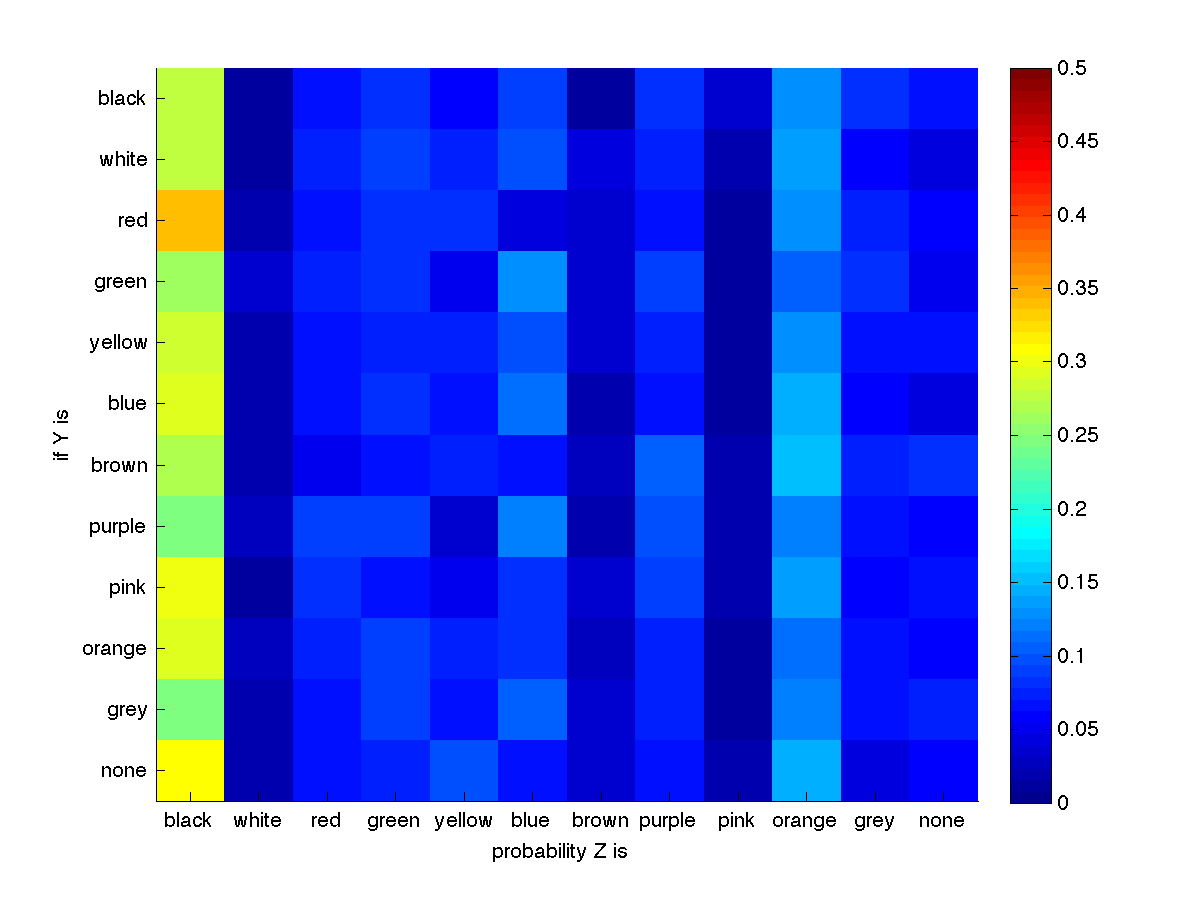 black
white
red
green
yellow
blue
brown
purple
pink
orange
grey
none
if Y is
black white red green yellow blue brown purple pink orange grey none
probability Z is
0.5
0.45
0.4
0.35
0.3
0.25
0.2
0.15
0.1
0.05
0